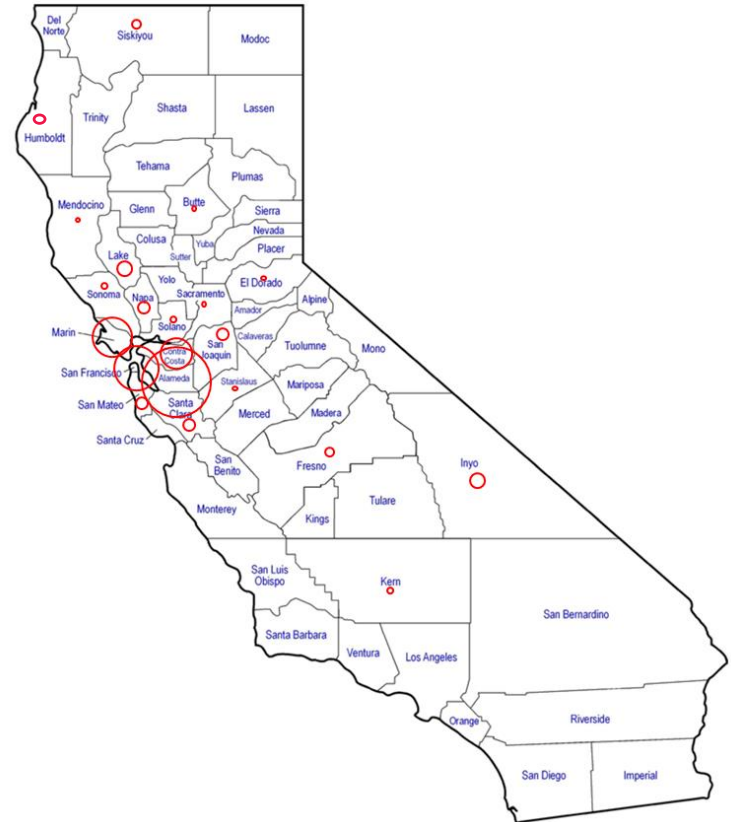 Del
Norte
Siskiyou
Modoc
Humboldt
Trinity
Shasta
Lassen
Tehama
Plumas
Mendocino
Glenn
Butte
Sierra
Nevada
Colusa
Yuba
Placer
Sutter
Lake
Yolo
El Dorado
Sonoma
Napa
Sacramento
Alpine
Amador
Solano
Marin
Calaveras
San
Joaquin
Tuolumne
Mono
Contra
Costa
San Francisco
Alameda
Stanislaus
Mariposa
San Mateo
Santa
Clara
Merced
Madera
Santa Cruz
San
Benito
Fresno
Inyo
Monterey
Kings
Tulare
San Luis
Obispo
Kern
San Bernardino
Santa Barbara
Ventura
Los Angeles
Orange
Riverside
San Diego
Imperial